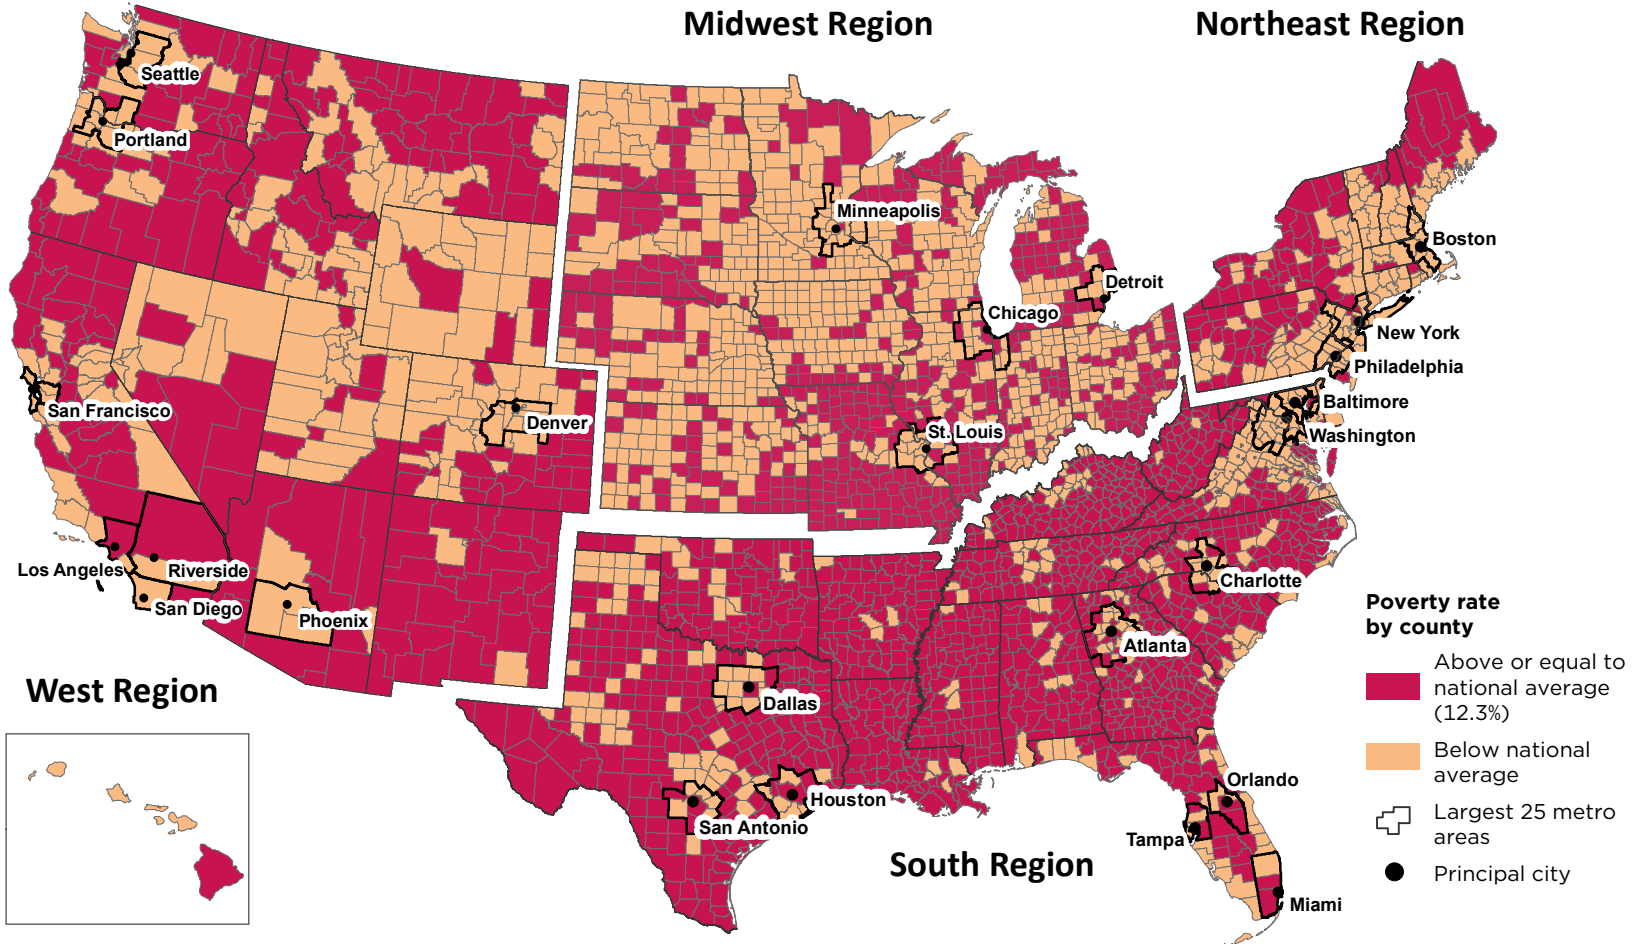 Midwest Region
Northeast Region
Seattle
Portland
Minneapolis
Boston
Detroit
Chicago
New York
Philadelphia
San Francisco
Denver
St. Louis
Baltimore
Washington
Los Angeles
Riverside
San Diego
Phoenix
Charlotte
Atlanta
Dallas
West Region
Houston
San Antonio
Orlando
Tampa
South Region
Miami
Poverty rate
by county
Above or equal to
national average
(12.3%)
Below national
average
Largest 25 metro
areas
Principal city